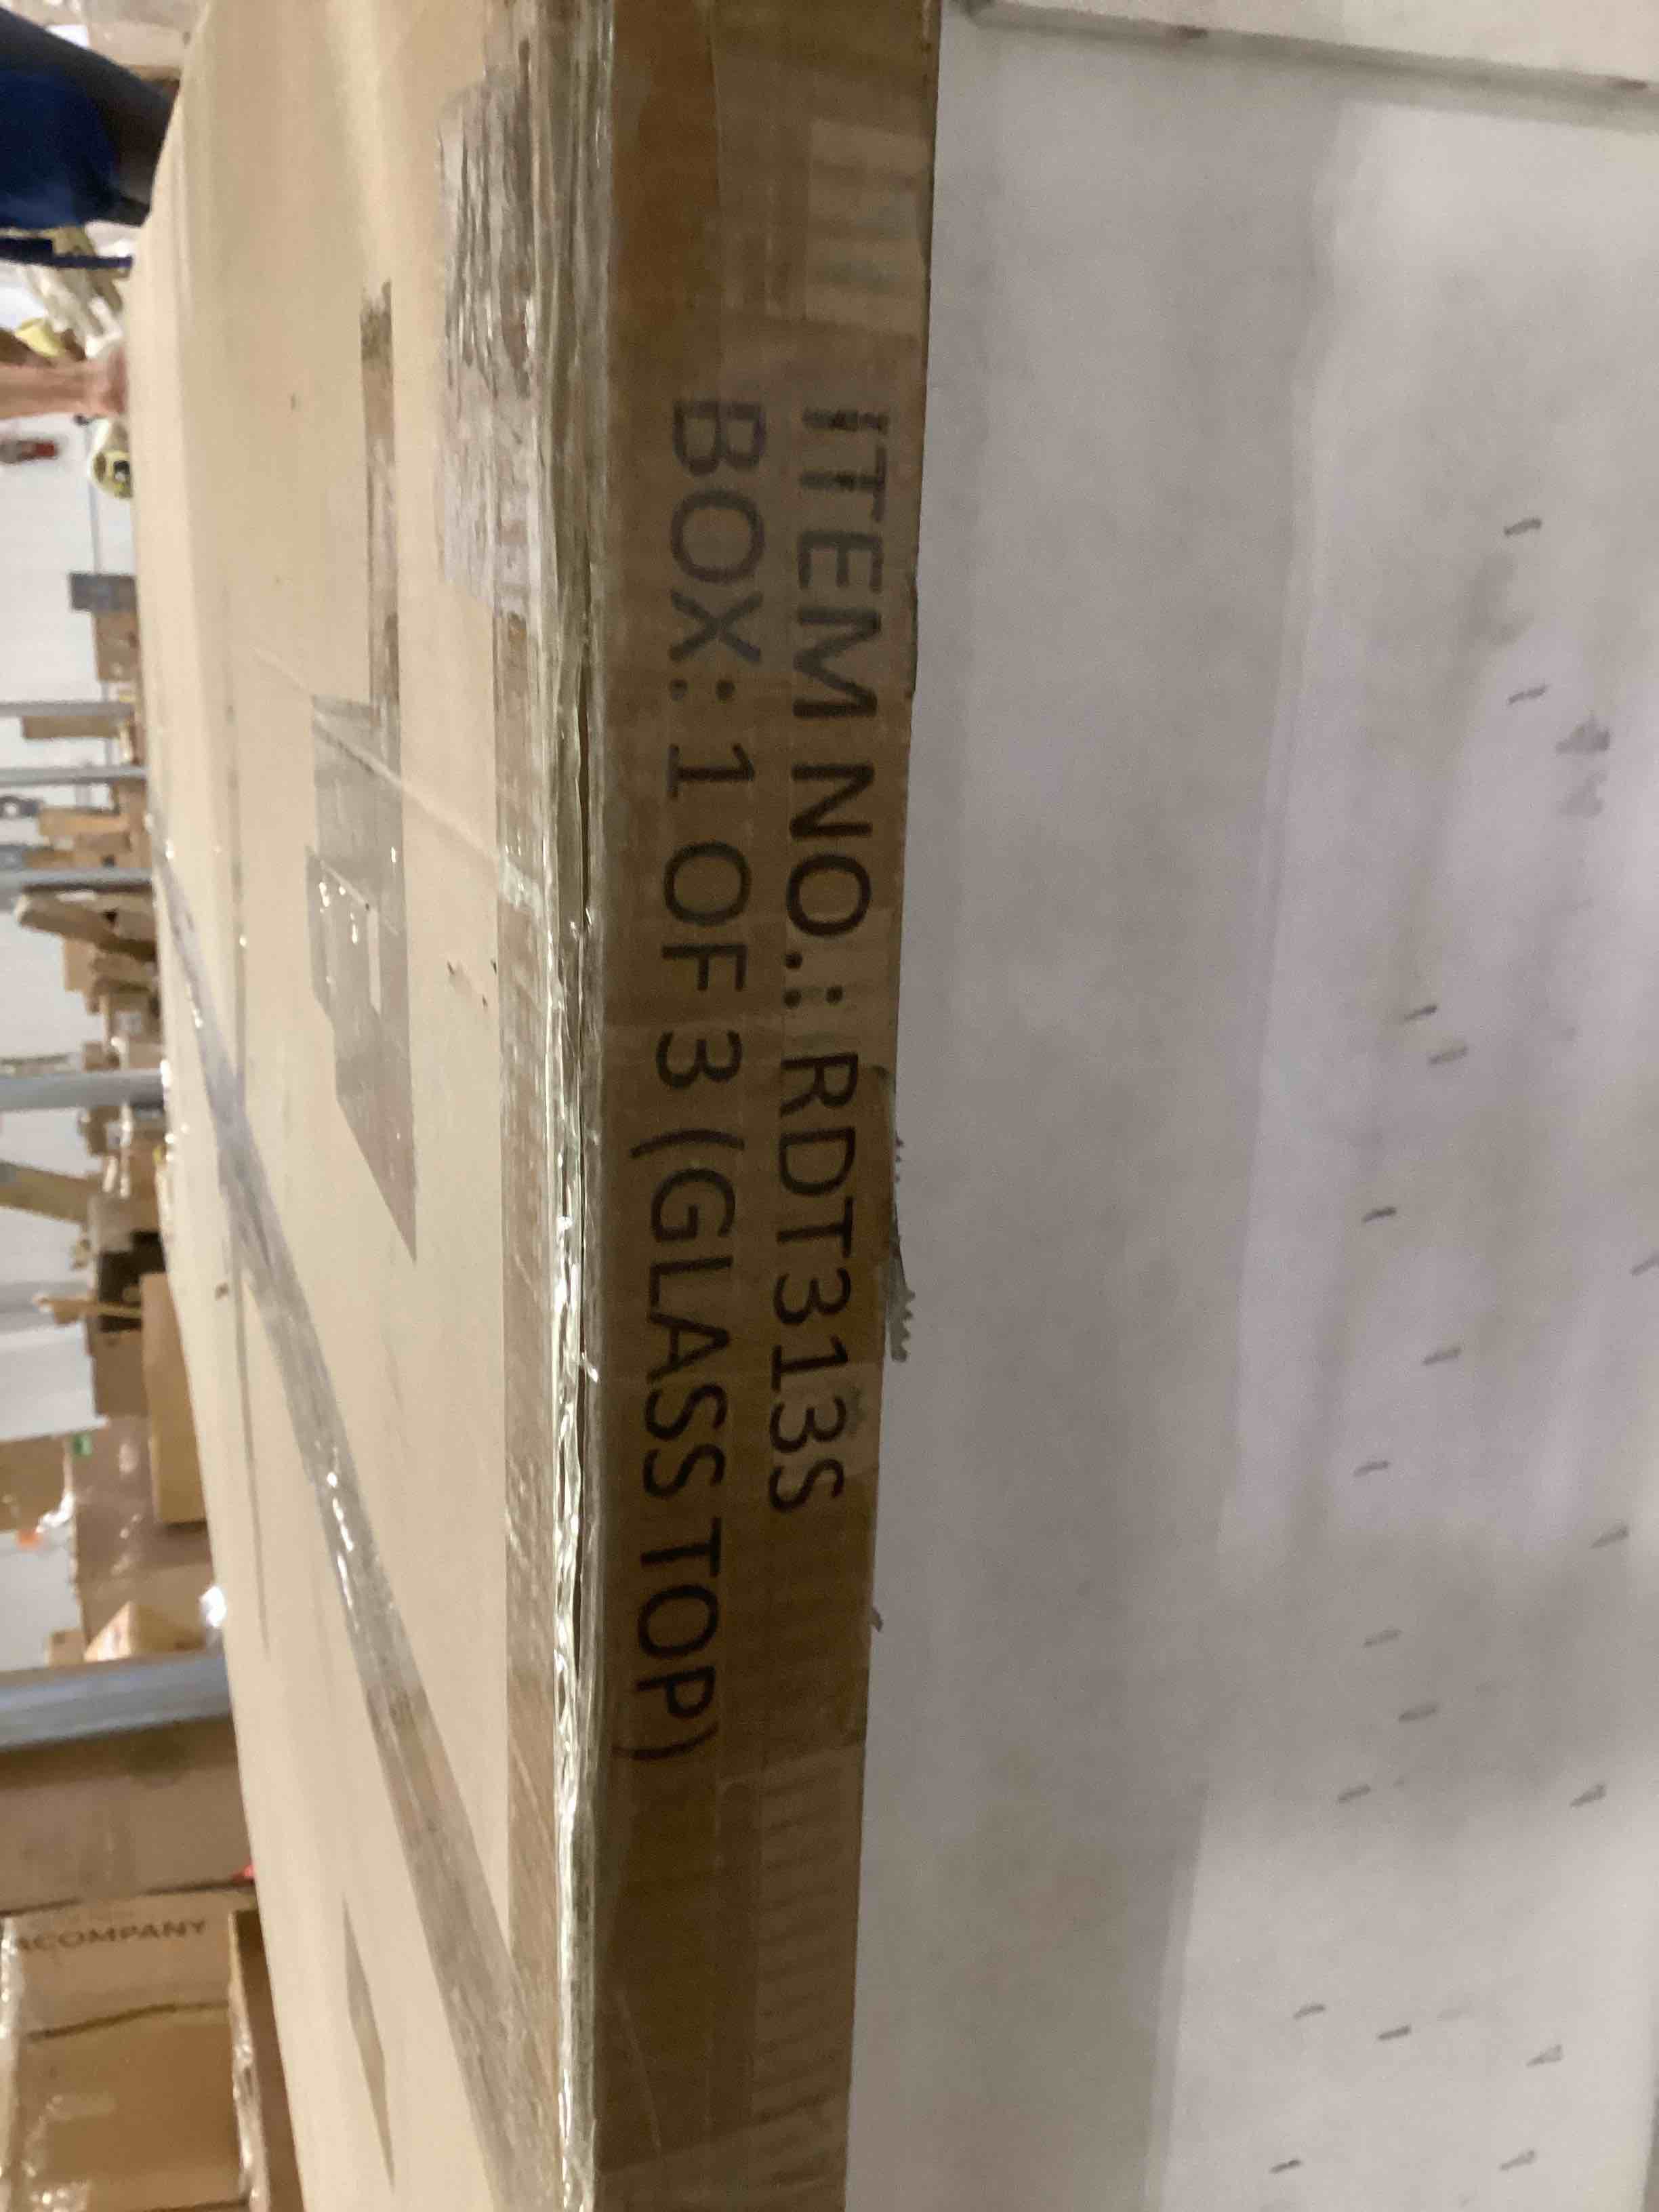 ITEM NO.: RDT313S
BOX: 1 OF 3 (GLASS TOP)